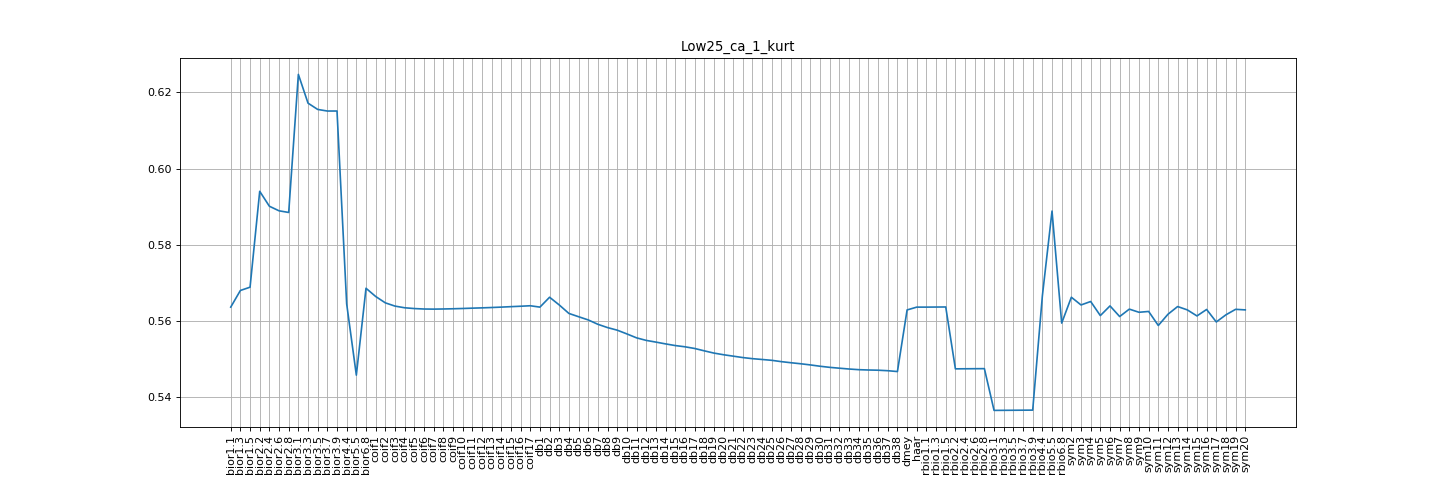 Low25_ca_1_kurt
0.62
0.60
0.58
0.56
0.54
bior1.1
bior1.3
bior1.5
bior2.2
bior2.4
bior2.6
bior2.8
bior3.1
bior3.3
bior3.5
bior3.7
bior3.9
bior4.4
bior5.5
bior6.8
coif1
coif2
coif3
coif4
coif5
coif6
coif7
coif8
coif9
coif10
coif11
coif12
coif13
coif14
coif15
coif16
coif17
db1
db2
db3
db4
db5
db6
db7
db8
db9
db10
db11
db12
db13
db14
db15
db16
db17
db18
db19
db20
db21
db22
db23
db24
db25
db26
db27
db28
db29
db30
db31
db32
db33
db34
db35
db36
db37
db38
dmey
haar
rbio1.1
rbio1.3
rbio1.5
rbio2.2
rbio2.4
rbio2.6
rbio2.8
rbio3.1
rbio3.3
rbio3.5
rbio3.7
rbio3.9
rbio4.4
rbio5.5
rbio6.8
sym2
sym3
sym4
sym5
sym6
sym7
sym8
sym9
sym10
sym11
sym12
sym13
sym14
sym15
sym16
sym17
sym18
sym19
sym20